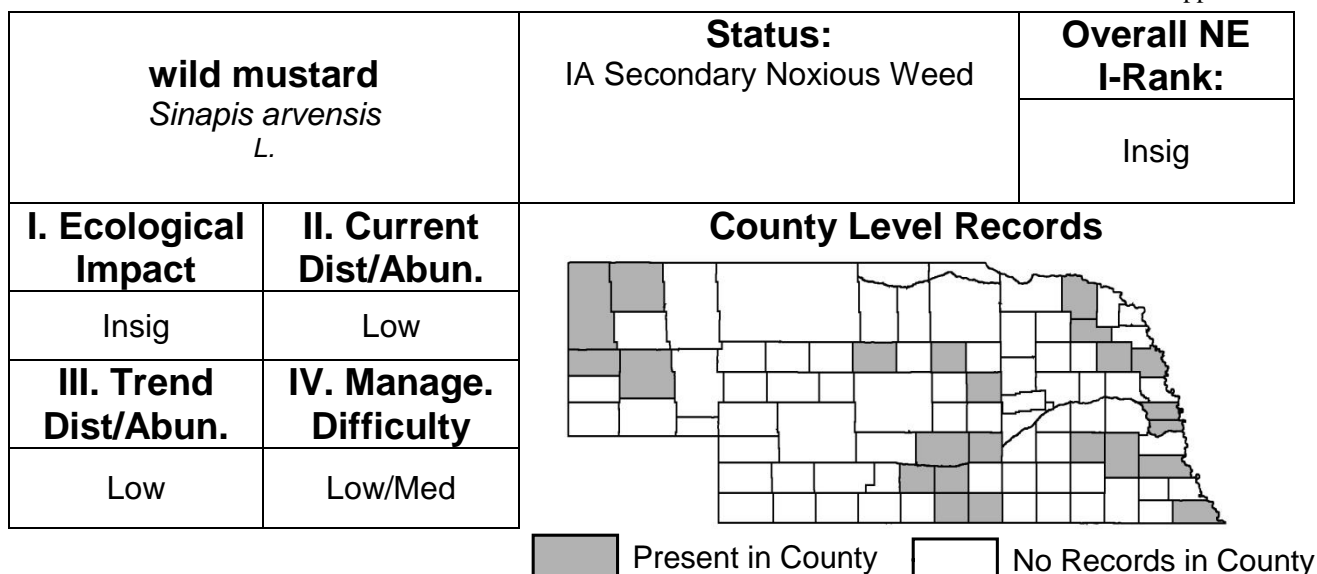 wild mustard
Sinapis arvensis
L.
Status:
IA Secondary Noxious Weed
Overall NE
I-Rank:
Insig
I. Ecological
Impact
II. Current
Dist/Abun.
Insig
Low
III. Trend
Dist/Abun.
IV. Manage.
Difficulty
Low
Low/Med
County Level Records
Present in County
No Records in County